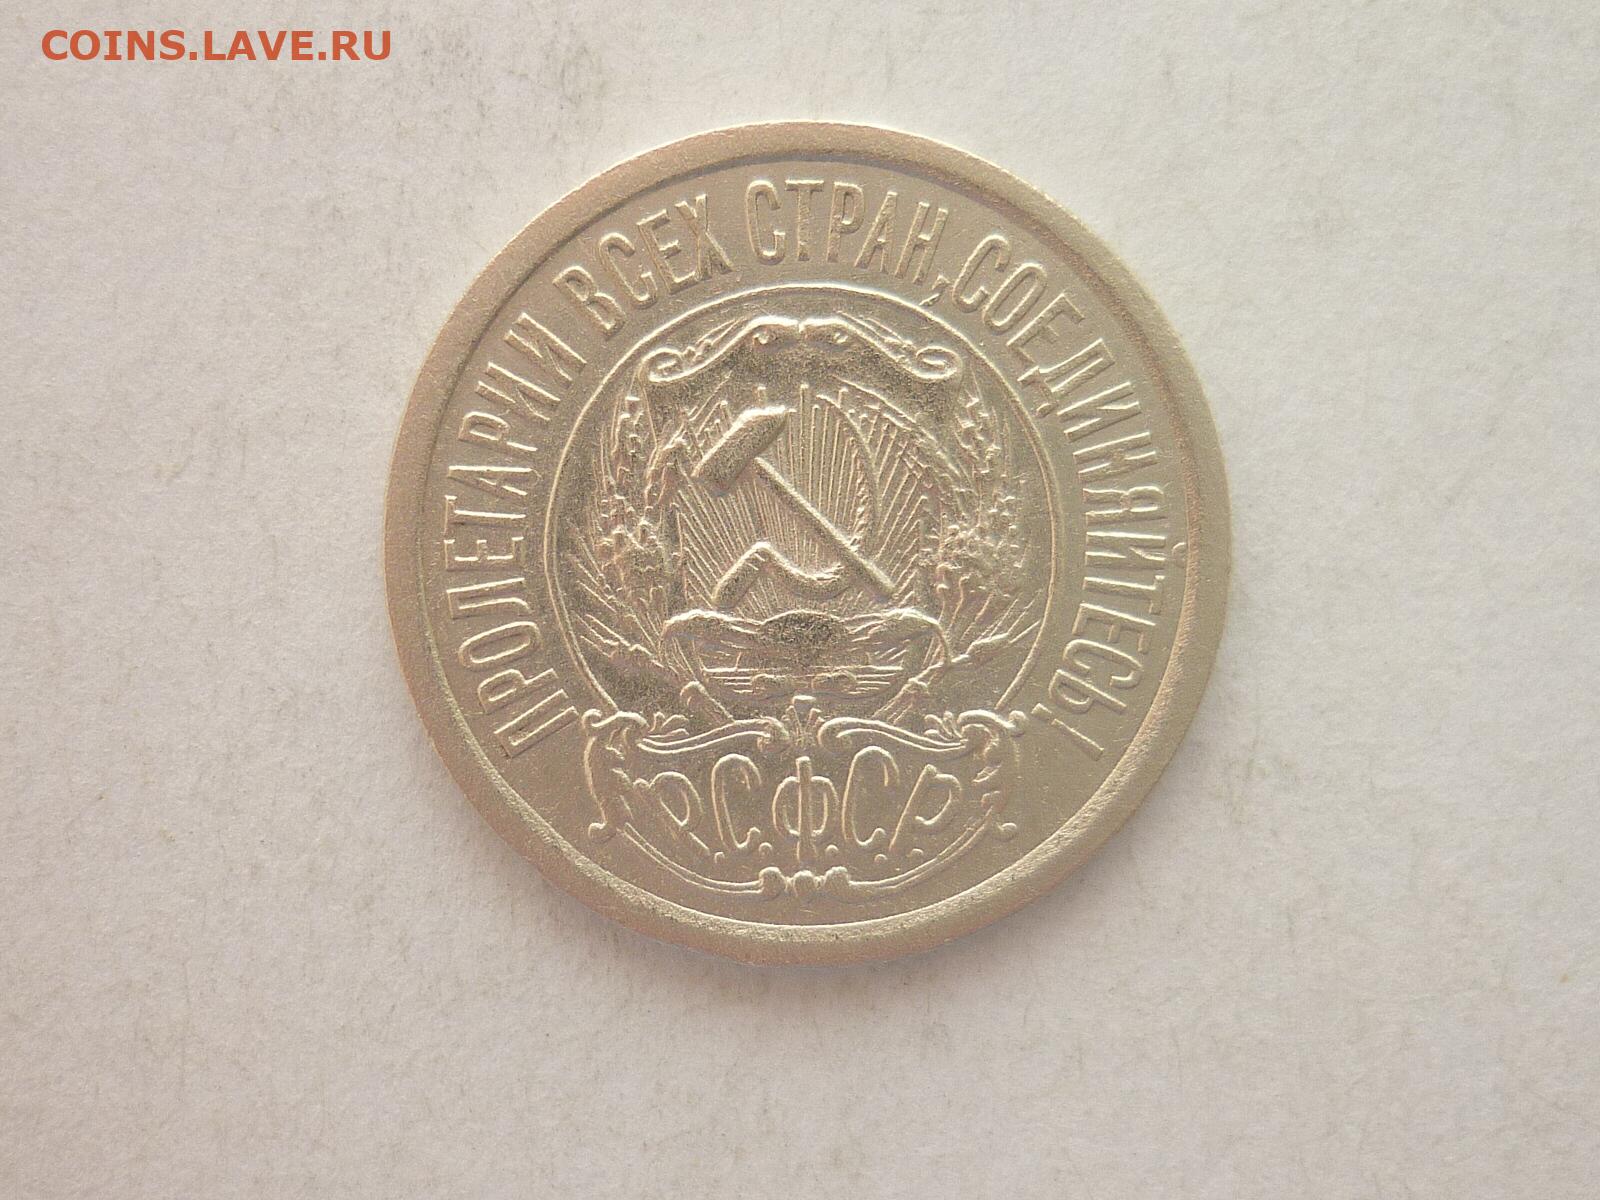 COINS.LAVE.RU
ПРОЛЕТАРИИ ВСЕХ СТРАН, СОЕДИНЯЙТЕСЬ!
Р.С.Ф.С.Р.